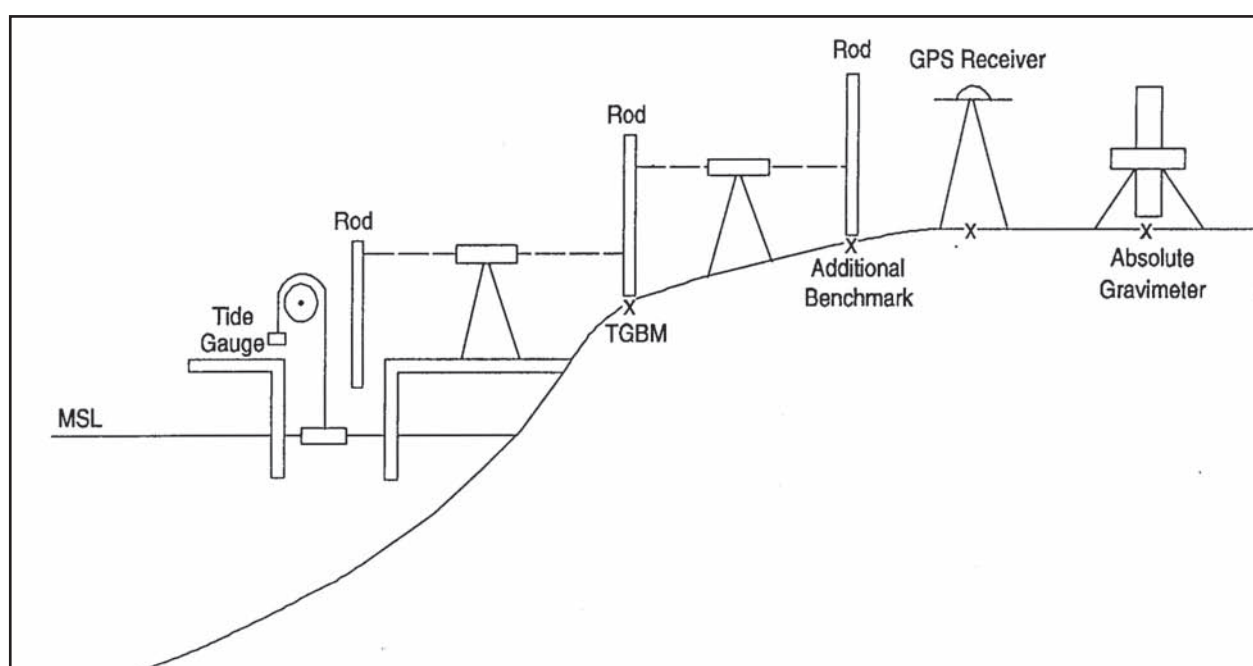 Rod
GPS Receiver
Rod
Rod
Tide
Gauge
TGBM
Additional
Benchmark
Absolute
Gravimeter
MSL